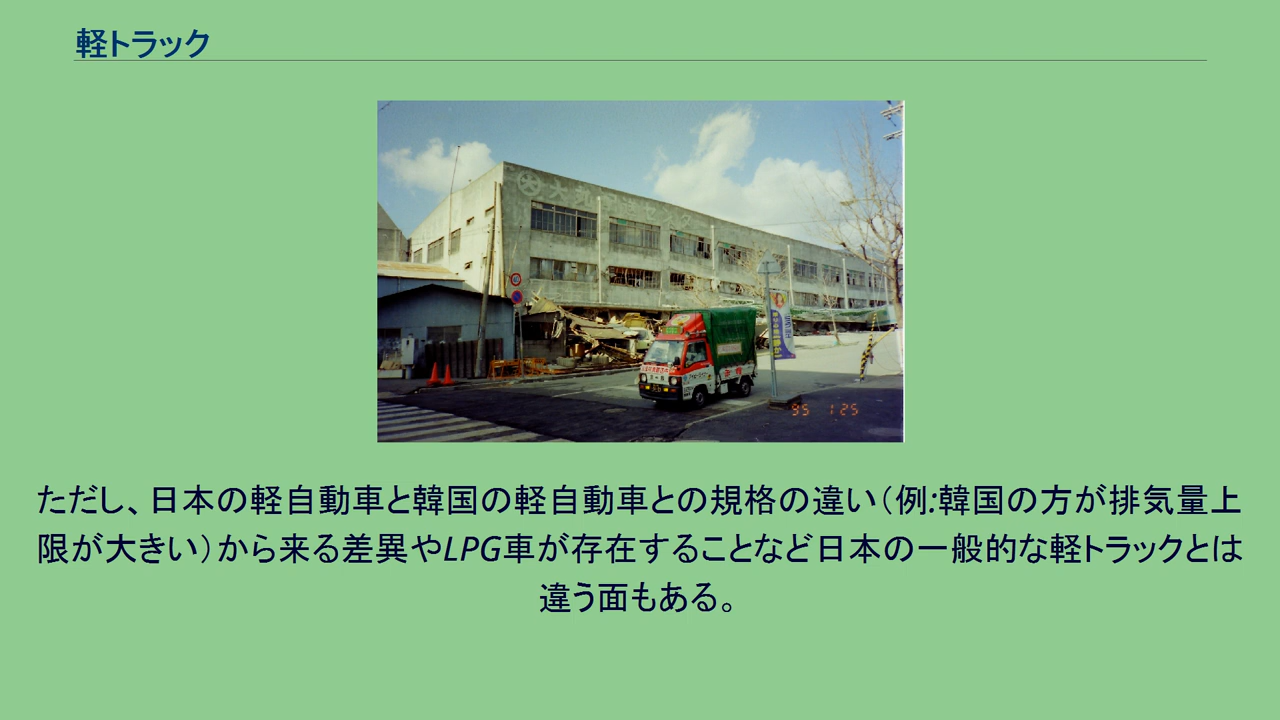 軽トラック
95 1 25
ただし、日本の軽自動車と韓国の軽自動車との規格の違い（例:韓国の方が排気量上
限が大きい）から来る差異やLPG車が存在することなど日本の一般的な軽トラックとは
違う面もある。